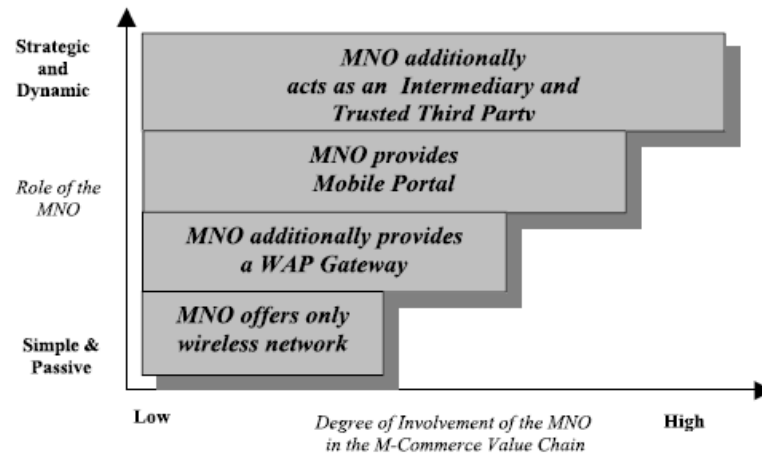 Strategic
and
Dynamic
MNO additionally
acts as an Intermediary and
Trusted Third Party
MNO provides
Mobile Portal
Role of the
MNO
MNO additionally provides
a WAP Gateway
MNO offers only
wireless network
Simple &
Passive
Low
Degree of Involvement of the MNO
in the M-Commerce Value Chain
High